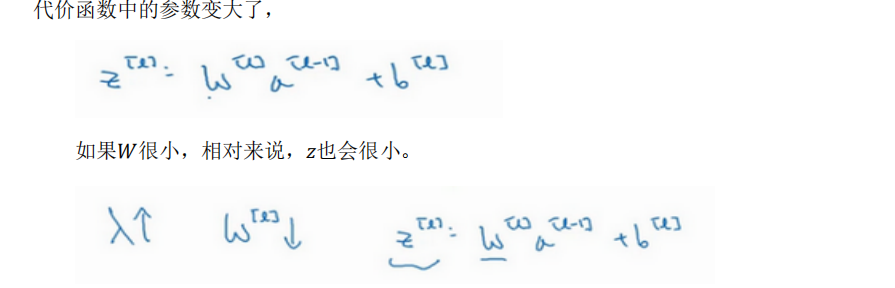 代价函数中的参数变大了，
z^[l] = W^[l] a^[l-1] + b^[l]
如果W很小，相对来说，z也会很小。
λ↑ W^[l]↓ z^[l] = W^[l] a^[l-1] + b^[l]